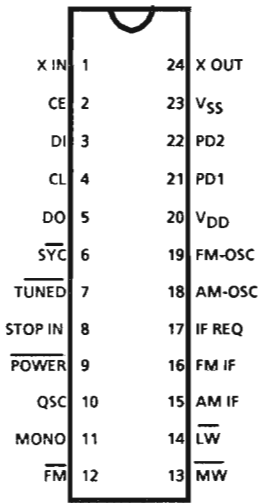 X IN 1 24 X OUT
CE 2 23 VSS
DI 3 22 PD2
CL 4 21 PD1
DO 5 20 VDD
SYC 6 19 FM-OSC
TUNED 7 18 AM-OSC
STOP IN 8 17 IF REQ
POWER 9 16 FM IF
QSC 10 15 AM IF
MONO 11 14 LW
FM 12 13 MW